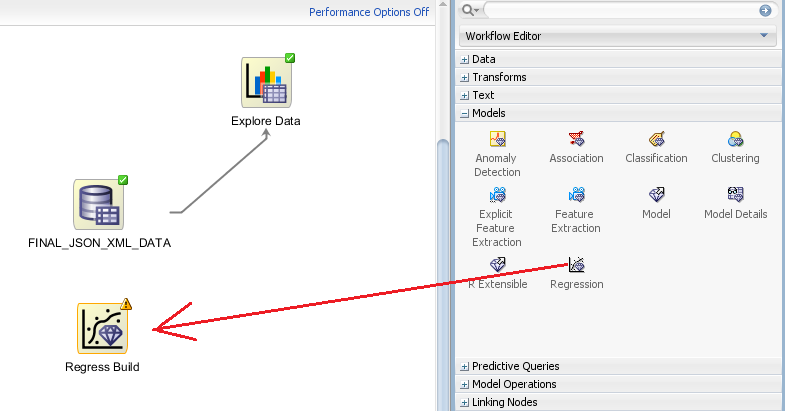 Performance Options Off
Explore Data
FINAL_JSON_XML_DATA
Regress Build
Workflow Editor
Data
Transforms
Text
Models
Anomaly
Detection
Association
Classification
Clustering
Explicit
Feature
Extraction
Feature
Extraction
Model
Model Details
R Extensible
Regression
Predictive Queries
Model Operations
Linking Nodes